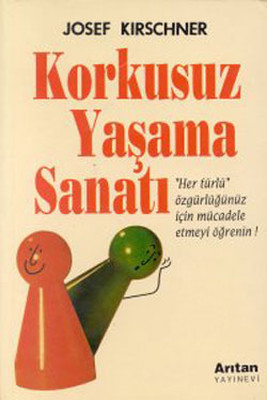 JOSEF KIRSCHNER
Korkusuz
Yaşama
Sanatı
"Her türlü"
özgürlüğünüz
için mücadele
etmeyi öğrenin !
Arıtan
YAYINEVİ